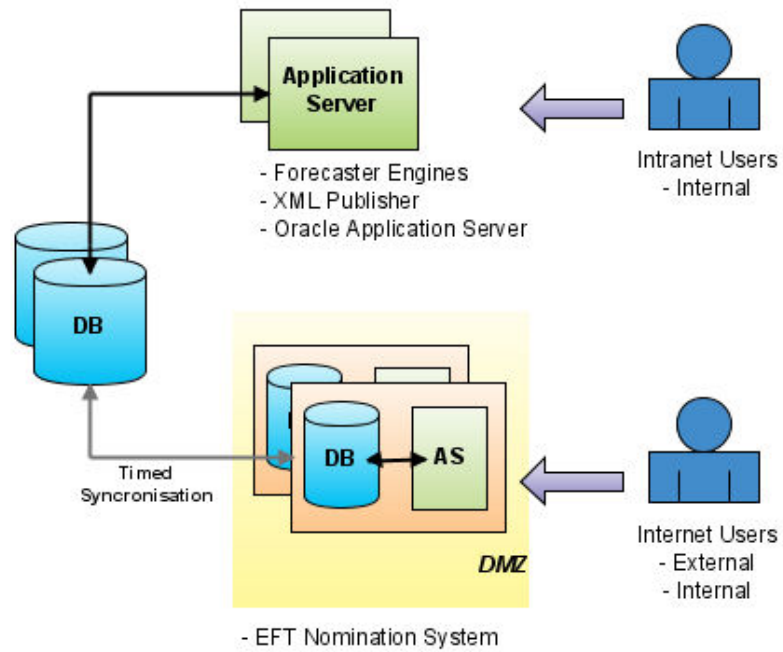 Application
Server
- Forecaster Engines
- XML Publisher
- Oracle Application Server
Intranet Users
- Internal
DB
Timed
Syncronisation
DB
AS
DMZ
Internet Users
- External
- Internal
- EFT Nomination System